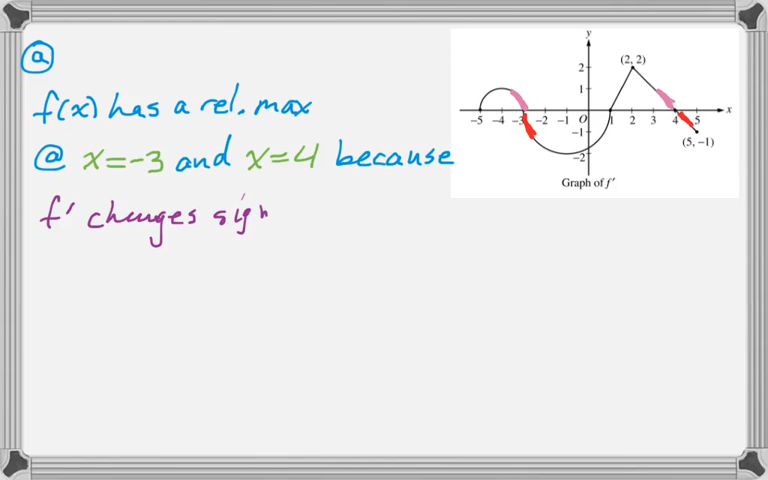 a
f(x) has a rel. max
@ x=-3 and x=4 because
f' changes sign
y
(2, 2)
2
1
-5 -4 -3 -2 -1 O 1 2 3 4 5 x
-1
-2
(5, -1)
Graph of f'